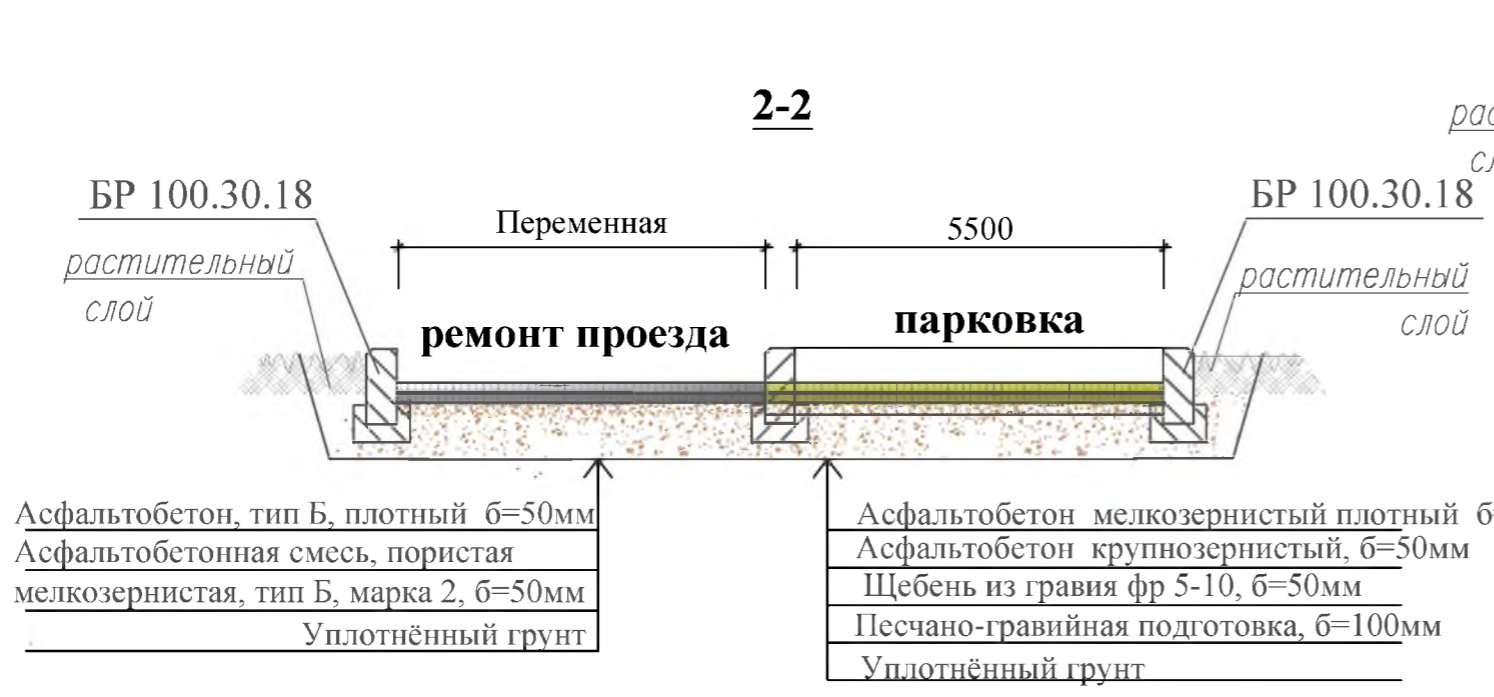 2-2
рас
сл
БР 100.30.18
БР 100.30.18
Переменная
5500
растительный
слой
растительный
слой
ремонт проезда
парковка
Асфальтобетон, тип Б, плотный б=50мм
Асфальтобетонная смесь, пористая
мелкозернистая, тип Б, марка 2, б=50мм
Уплотнённый грунт
Асфальтобетон мелкозернистый плотный б=
Асфальтобетон крупнозернистый, б=50мм
Щебень из гравия фр 5-10, б=50мм
Песчано-гравийная подготовка, б=100мм
Уплотнённый грунт